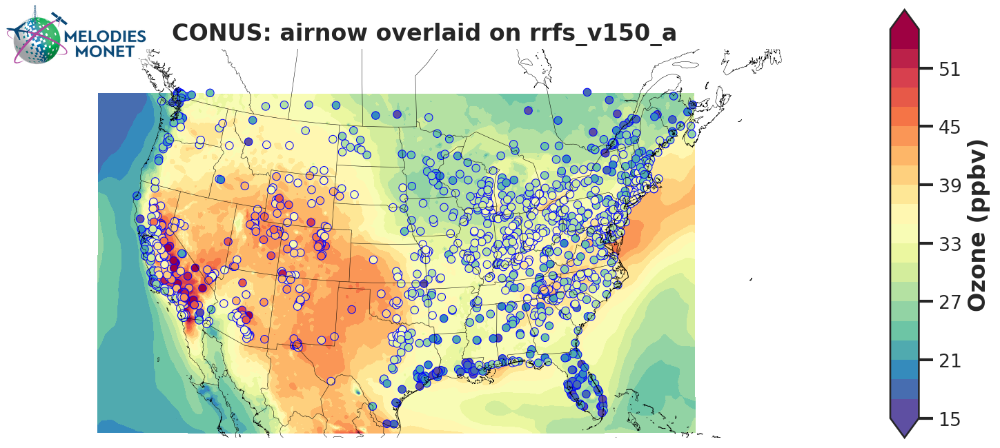 MELODIES
MONET
CONUS: airnow overlaid on rrfs_v150_a
51
45
39
33
27
21
15
Ozone (ppbv)